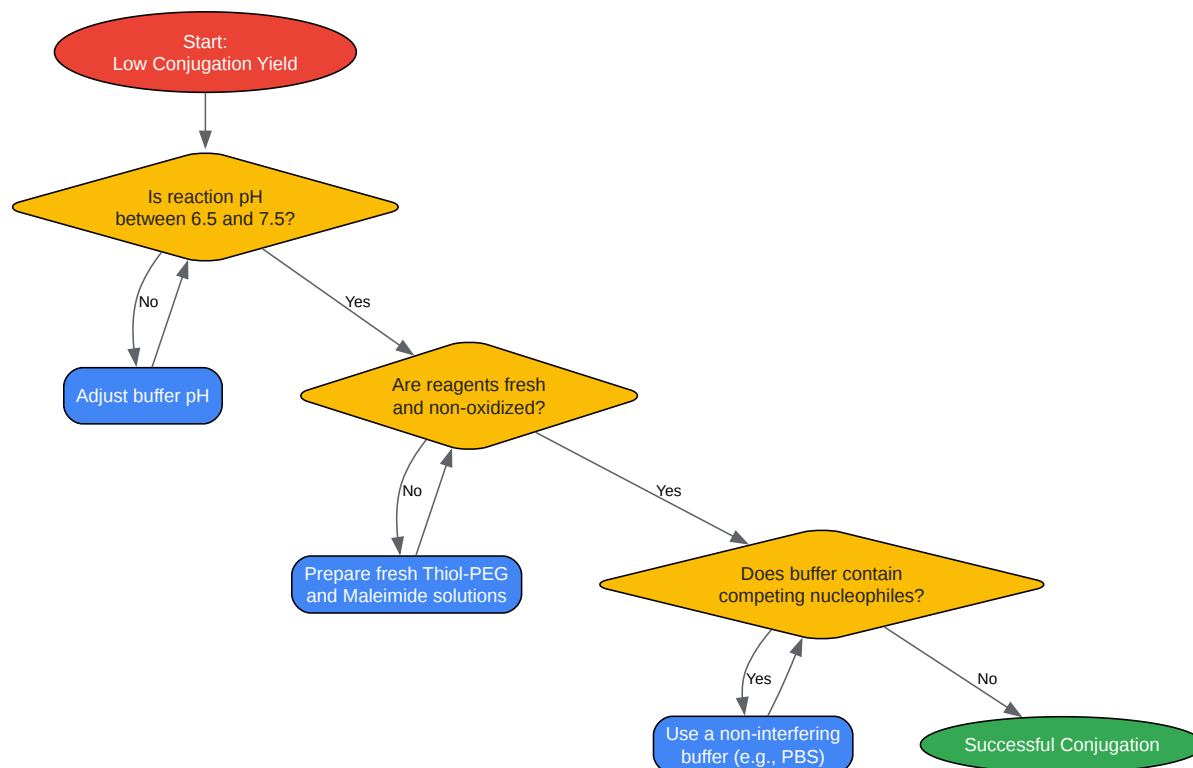 Start:
Low Conjugation Yield
Is reaction pH
between 6.5 and 7.5?
No
Yes
Adjust buffer pH
Are reagents fresh
and non-oxidized?
No
Yes
Prepare fresh Thiol-PEG
and Maleimide solutions
Does buffer contain
competing nucleophiles?
Yes
No
Use a non-interfering
buffer (e.g., PBS)
Successful Conjugation